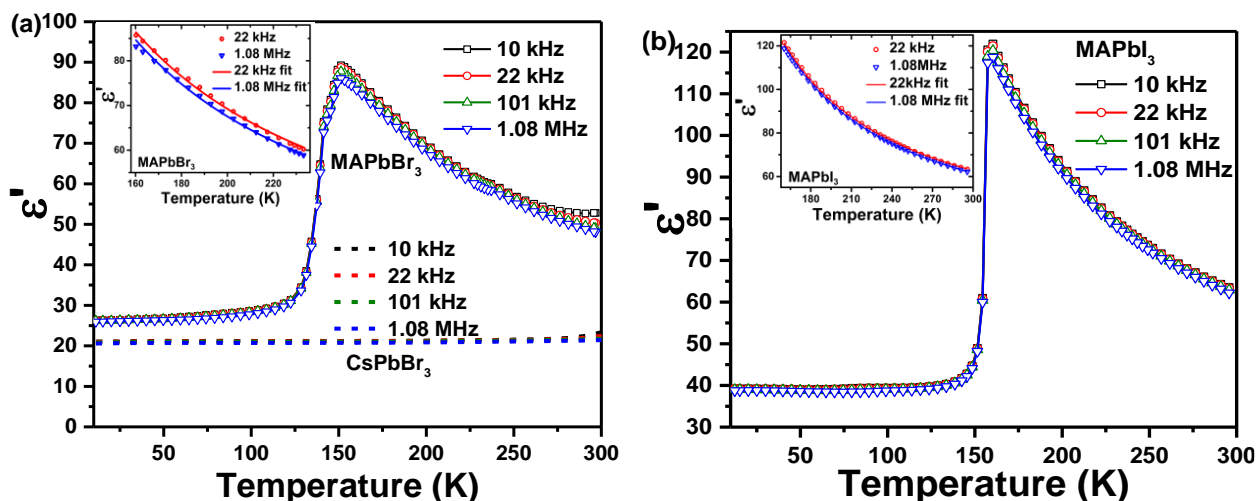 (a)
ε'
100
90
80
70
60
50
40
30
20
10
0
50
100
150
200
250
300
Temperature (K)
ε'
80
70
60
160
180
200
220
Temperature (K)
22 kHz
1.08 MHz
22 kHz fit
1.08 MHz fit
MAPbBr3
10 kHz
22 kHz
101 kHz
1.08 MHz
MAPbBr3
10 kHz
22 kHz
101 kHz
1.08 MHz
CsPbBr3
(b)
ε'
120
110
100
90
80
70
60
50
40
30
50
100
150
200
250
300
Temperature (K)
ε'
120
100
80
60
180
210
240
270
300
Temperature (K)
22 kHz
1.08MHz
22kHz fit
1.08 MHz fit
MAPbI3
MAPbI3
10 kHz
22 kHz
101 kHz
1.08 MHz